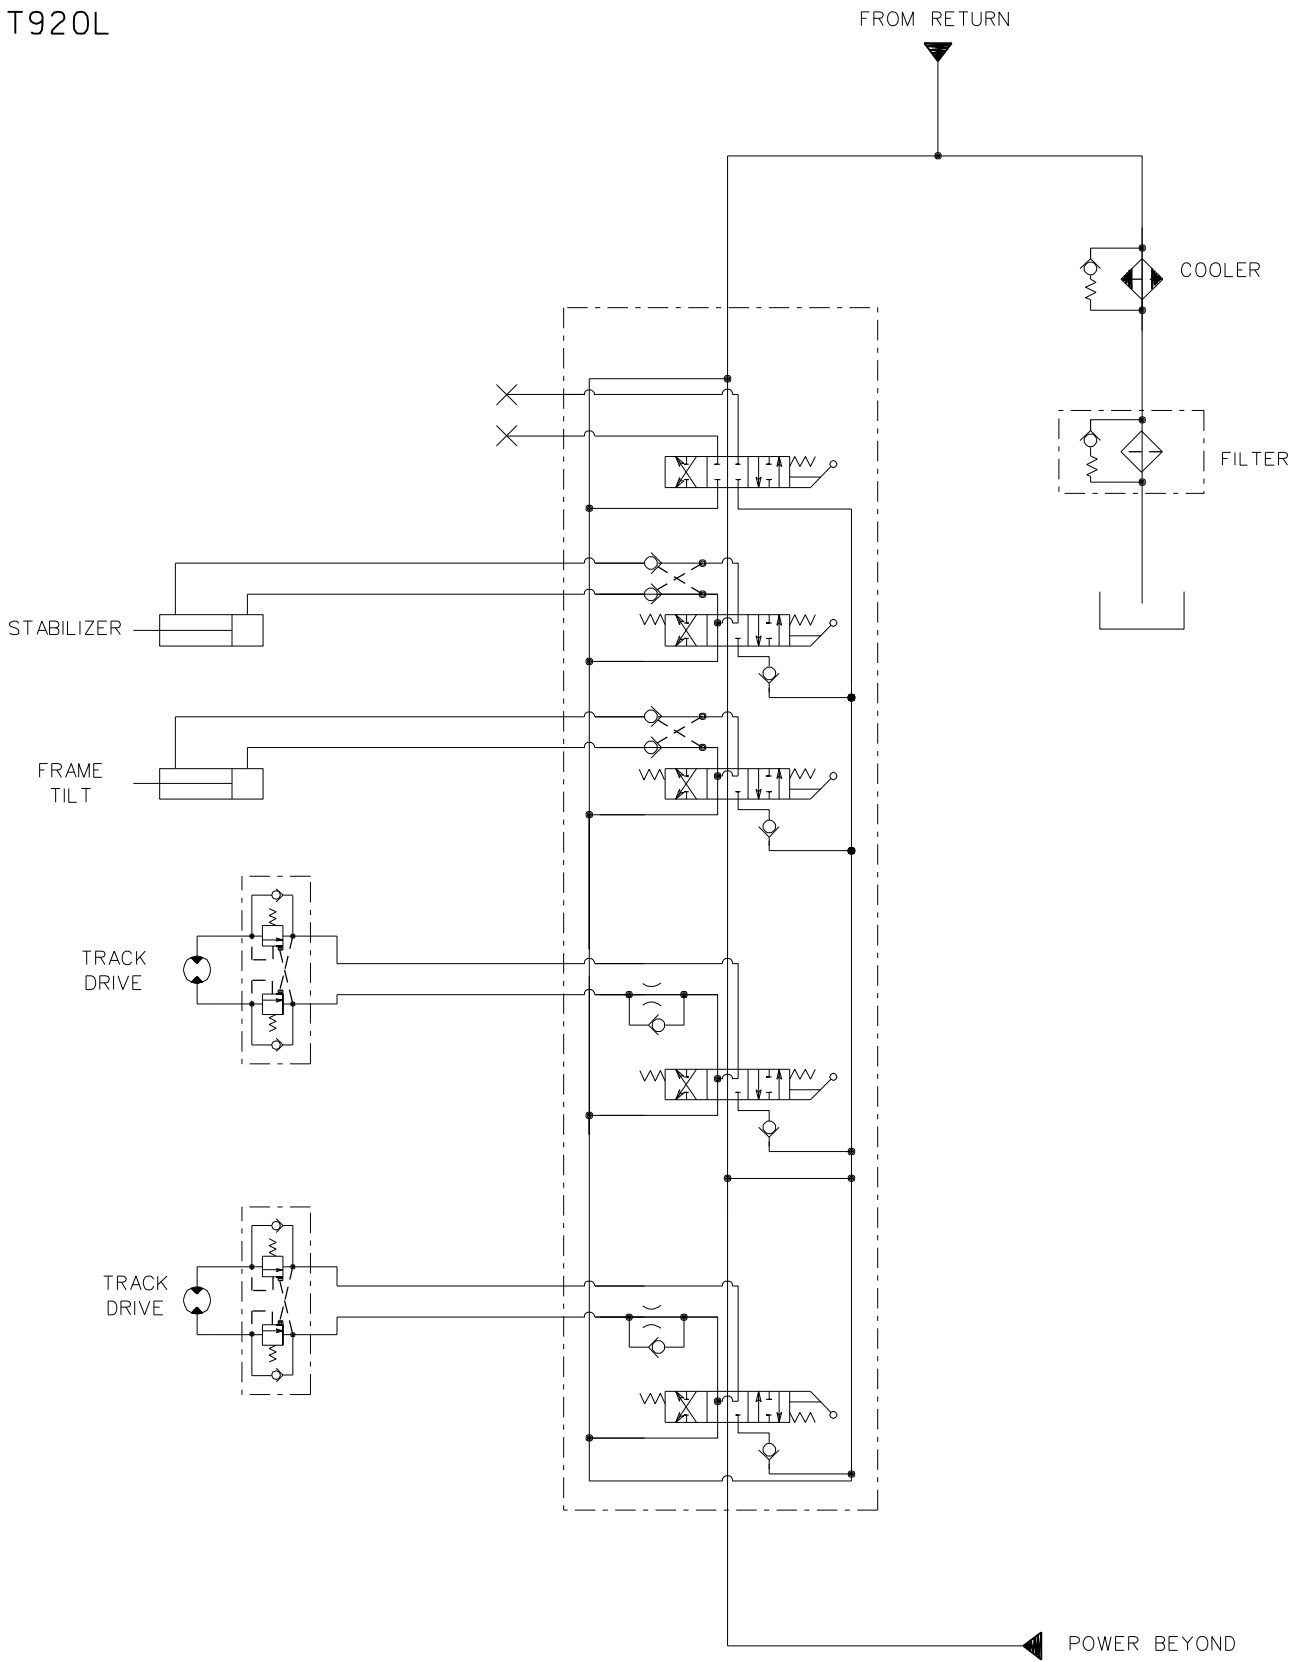 T920L
FROM RETURN
COOLER
FILTER
STABILIZER
FRAME
TILT
TRACK
DRIVE
TRACK
DRIVE
POWER BEYOND